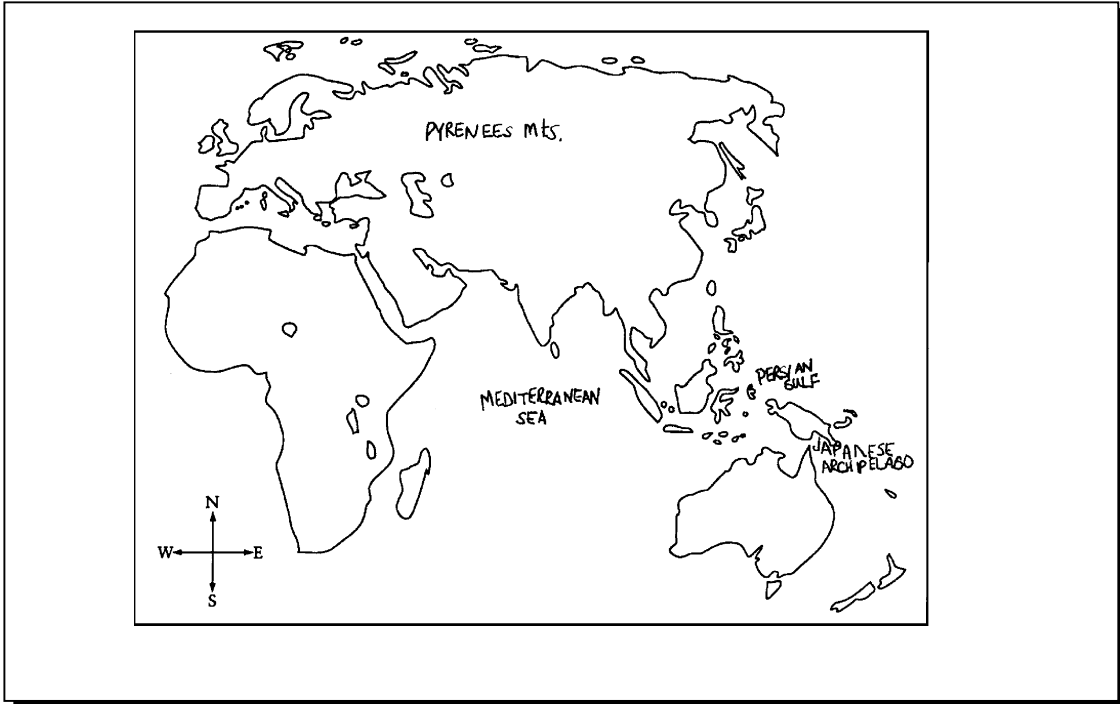 PYRENEES Mts.
MEDITERRANEAN
SEA
PERSIAN
GULF
JAPANESE
ARCHIPELAGO
N
W
E
S